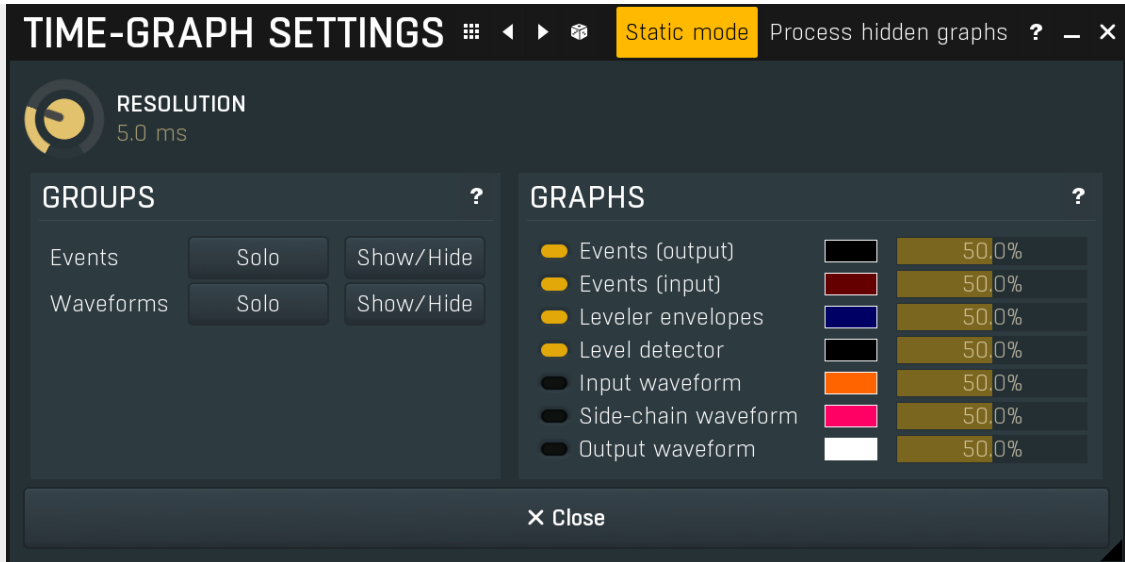 TIME-GRAPH SETTINGS Static mode Process hidden graphs ?
RESOLUTION
5.0 ms
GROUPS ?
Events Solo Show/Hide
Waveforms Solo Show/Hide
GRAPHS ?
Events (output) 50.0%
Events (input) 50.0%
Leveler envelopes 50.0%
Level detector 50.0%
Input waveform 50.0%
Side-chain waveform 50.0%
Output waveform 50.0%
Close